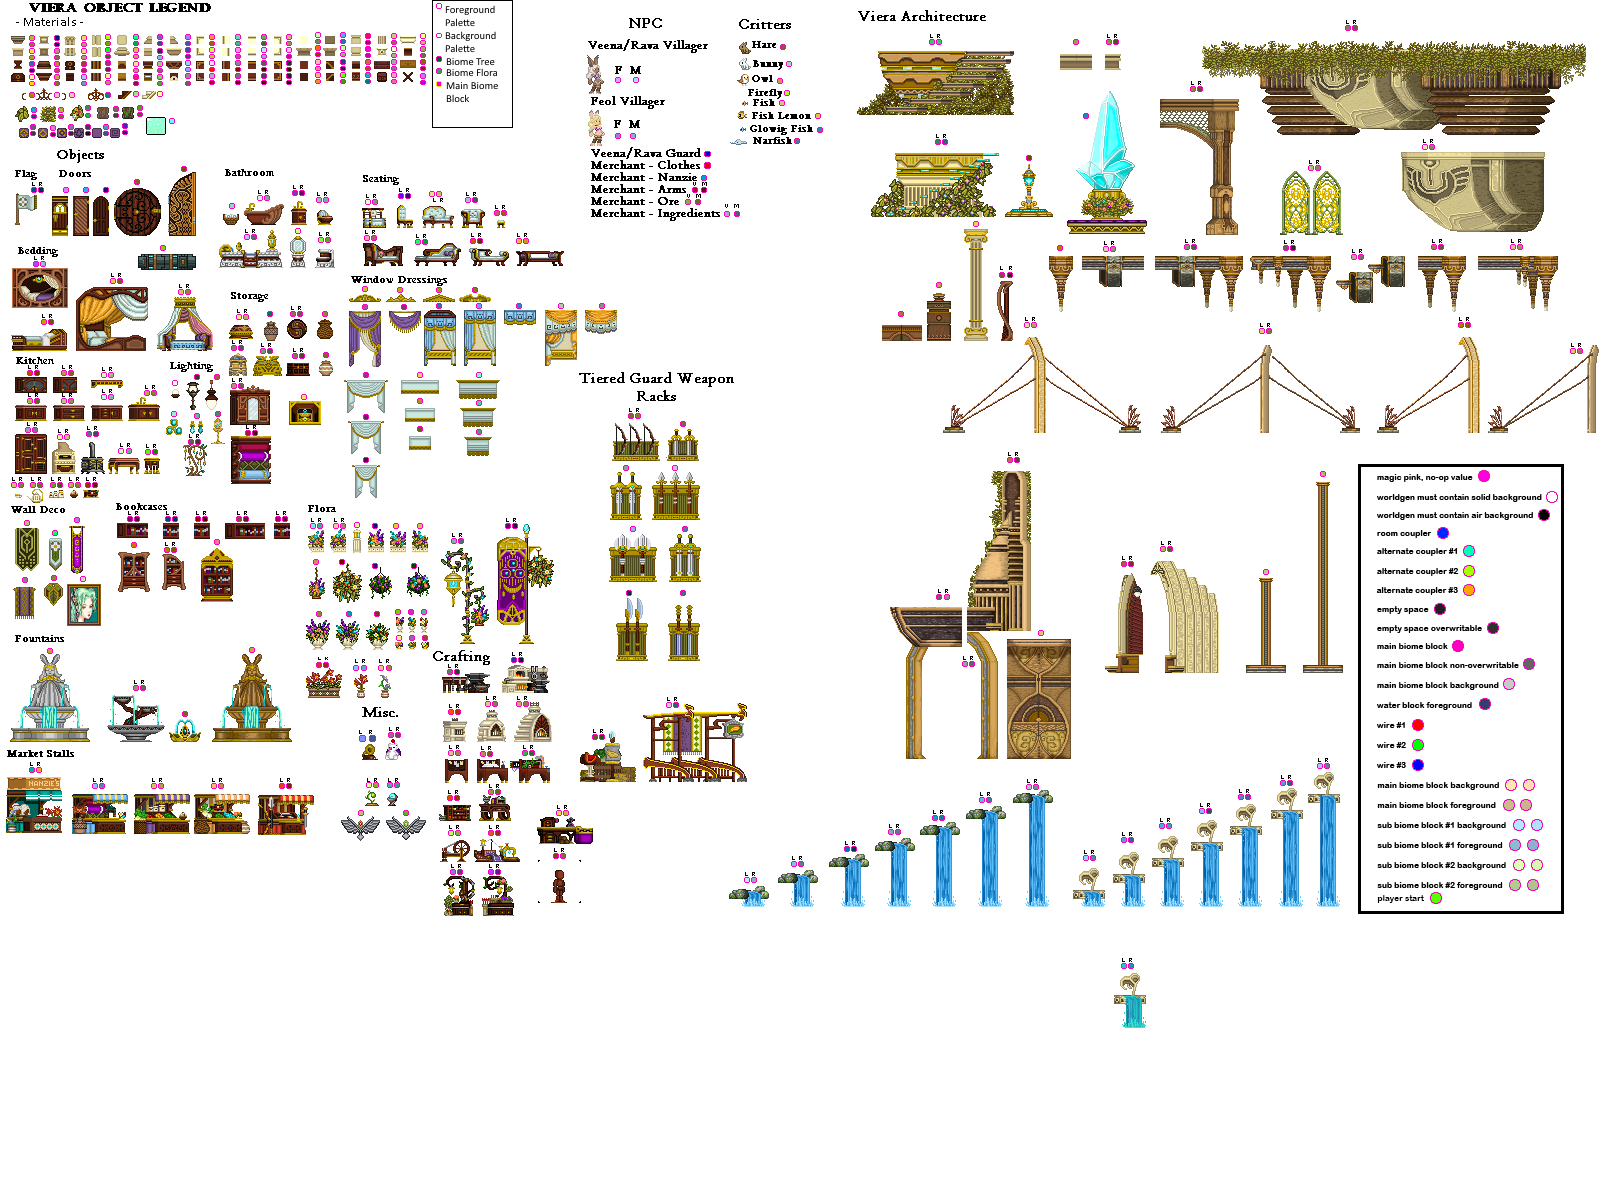 VIERA OBJECT LEGEND
- Materials -
Foreground
Palette
Background
Palette
Biome Tree
Biome Flora
Main Biome
Block
Objects
Flag
Doors
Bathroom
Seating
Bedding
Storage
Window Dressings
Kitchen
Lighting
Wall Deco
Bookcases
Flora
Fountains
Crafting
Misc.
Market Stalls
NANZIE'S
NPC
Veena/Rava Villager
F M
Feol Villager
F M
Veena/Rava Guard
Merchant - Clothes
Merchant - Nanzie
Merchant - Arms
Merchant - Ore
Merchant - Ingredients
Critters
Hare
Bunny
Owl
Firefly
Fish
Fish Lemon
Glowig Fish
Narfish
Tiered Guard Weapon
Racks
Viera Architecture
magic pink, no-op value
worldgen must contain solid background
worldgen must contain air background
room coupler
alternate coupler #1
alternate coupler #2
alternate coupler #3
empty space
empty space overwritable
main biome block
main biome block non-overwritable
main biome block background
water block foreground
wire #1
wire #2
wire #3
main biome block background
main biome block foreground
sub biome block #1 background
sub biome block #1 foreground
sub biome block #2 background
sub biome block #2 foreground
player start